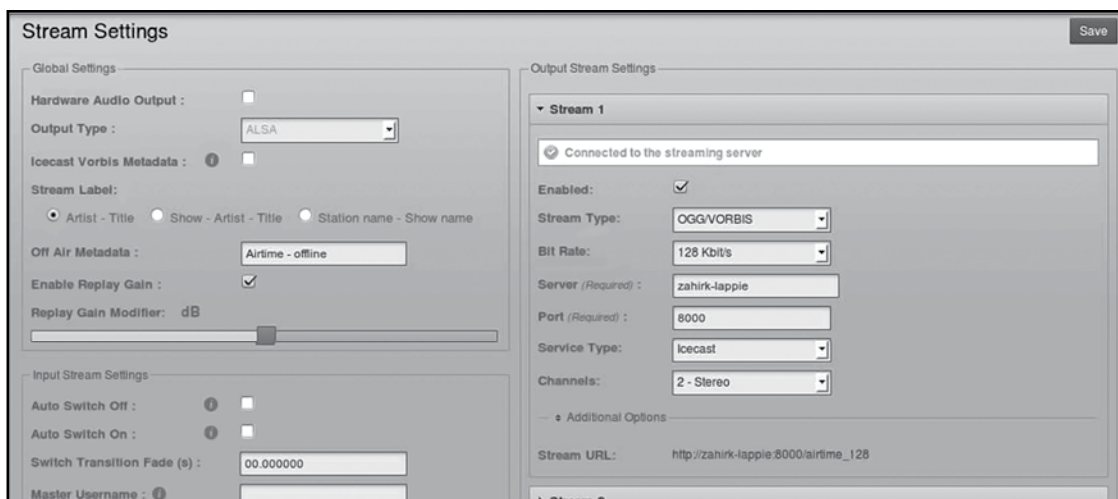 Stream Settings
Save
Global Settings
Hardware Audio Output :
Output Type :
ALSA
Icecast Vorbis Metadata :
Stream Label:
Artist - Title
Show - Artist - Title
Station name - Show name
Off Air Metadata :
Airtime - offline
Enable Replay Gain :
Replay Gain Modifier: dB
Input Stream Settings
Auto Switch Off :
Auto Switch On :
Switch Transition Fade (s) :
00.000000
Master Username :
Output Stream Settings
Stream 1
Connected to the streaming server
Enabled:
Stream Type:
OGG/VORBIS
Bit Rate:
128 Kbit/s
Server (Required) :
zahirk-lappie
Port (Required) :
8000
Service Type:
Icecast
Channels:
2 - Stereo
Additional Options
Stream URL:
http://zahirk-lappie:8000/airtime_128